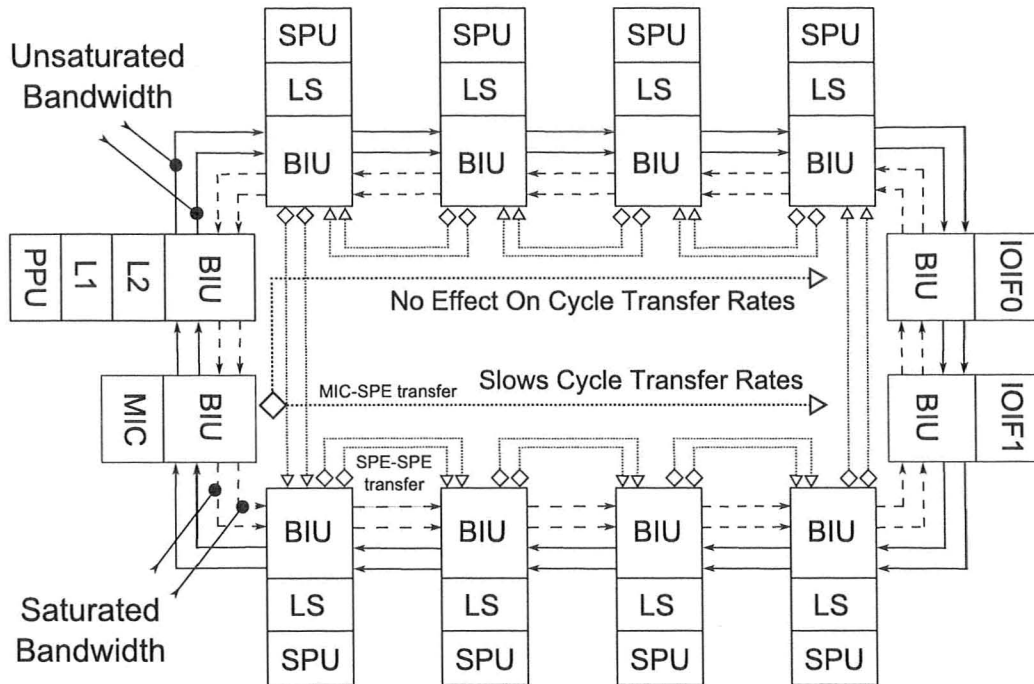 SPU
SPU
SPU
SPU
Unsaturated
Bandwidth
LS
LS
LS
LS
BIU
BIU
BIU
BIU
PPU
L1
L2
BIU
BIU
IOIF0
No Effect On Cycle Transfer Rates
MIC
BIU
MIC-SPE transfer
Slows Cycle Transfer Rates
BIU
IOIF1
SPE-SPE
transfer
BIU
BIU
BIU
BIU
LS
LS
LS
LS
Saturated
Bandwidth
SPU
SPU
SPU
SPU